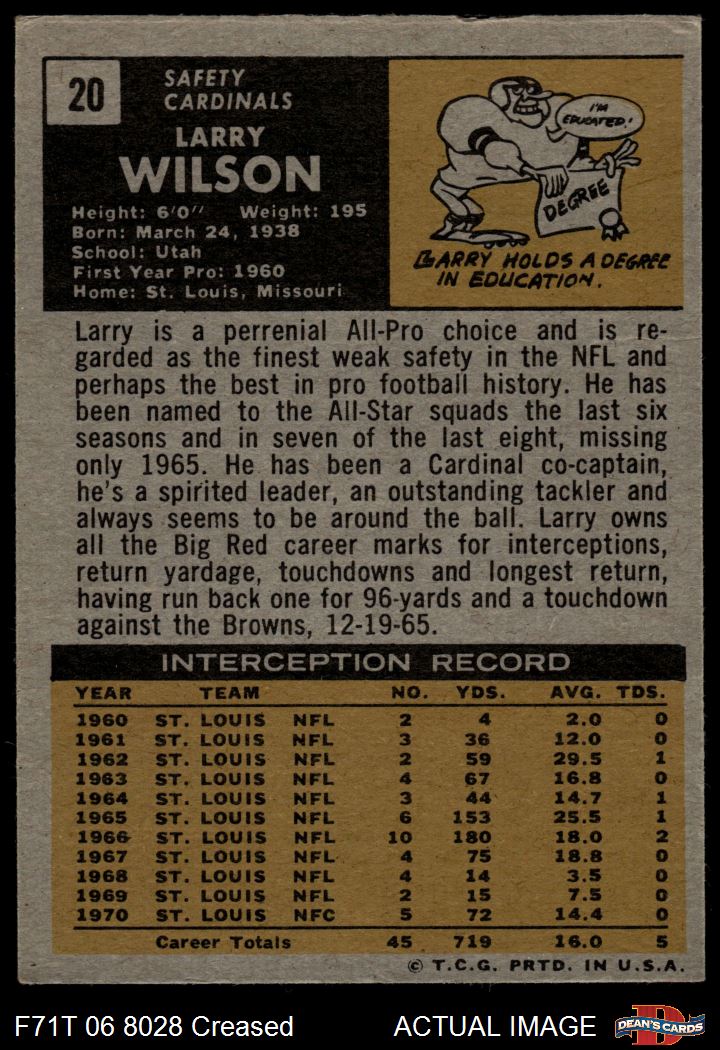 20
SAFETY
CARDINALS
LARRY
WILSON
Height: 6'0" Weight: 195
Born: March 24, 1938
School: Utah
First Year Pro: 1960
Home: St. Louis, Missouri
I'M
EDUCATED!
DEGREE
LARRY HOLDS A DEGREE
IN EDUCATION.
Larry is a perrenial All-Pro choice and is re-
garded as the finest weak safety in the NFL and
perhaps the best in pro football history. He has
been named to the All-Star squads the last six
seasons and in seven of the last eight, missing
only 1965. He has been a Cardinal co-captain,
he's a spirited leader, an outstanding tackler and
always seems to be around the ball. Larry owns
all the Big Red career marks for interceptions,
return yardage, touchdowns and longest return,
having run back one for 96-yards and a touchdown
against the Browns, 12-19-65.
INTERCEPTION RECORD
YEAR TEAM NO. YDS. AVG. TDS.
1960 ST. LOUIS NFL 2 4 2.0 0
1961 ST. LOUIS NFL 3 36 12.0 0
1962 ST. LOUIS NFL 2 59 29.5 1
1963 ST. LOUIS NFL 4 67 16.8 0
1964 ST. LOUIS NFL 3 44 14.7 1
1965 ST. LOUIS NFL 6 153 25.5 1
1966 ST. LOUIS NFL 10 180 18.0 2
1967 ST. LOUIS NFL 4 75 18.8 0
1968 ST. LOUIS NFL 4 14 3.5 0
1969 ST. LOUIS NFL 2 15 7.5 0
1970 ST. LOUIS NFC 5 72 14.4 0
Career Totals 45 719 16.0 5
© T.C.G. PRTD. IN U.S.A.
F71T 06 8028 Creased ACTUAL IMAGE
D
DEAN'S CARDS